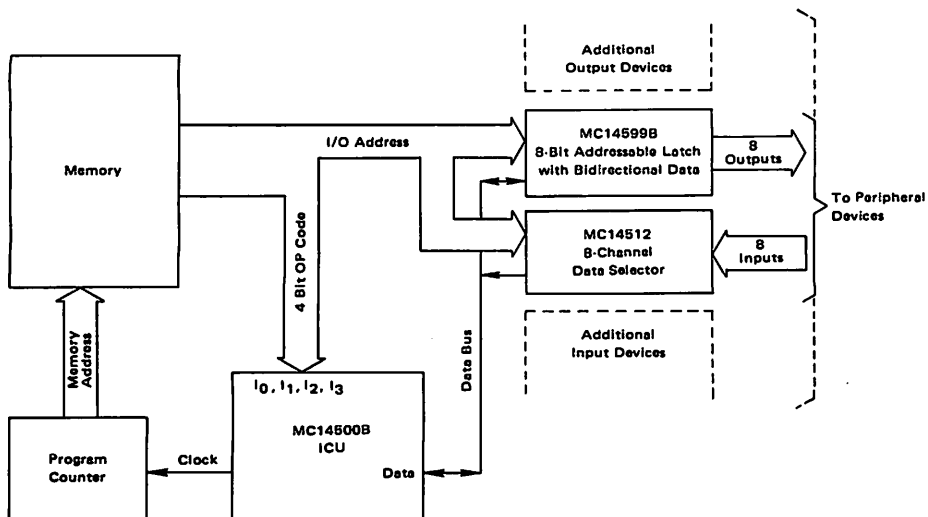 Additional
Output Devices
MC14599B
8-Bit Addressable Latch
with Bidirectional Data
8
Outputs
I/O Address
Memory
To Peripheral
Devices
MC14512
8-Channel
Data Selector
8
Inputs
4 Bit OP Code
Additional
Input Devices
Data Bus
Memory
Address
I0, I1, I2, I3
MC14500B
ICU
Program
Counter
Clock
Data